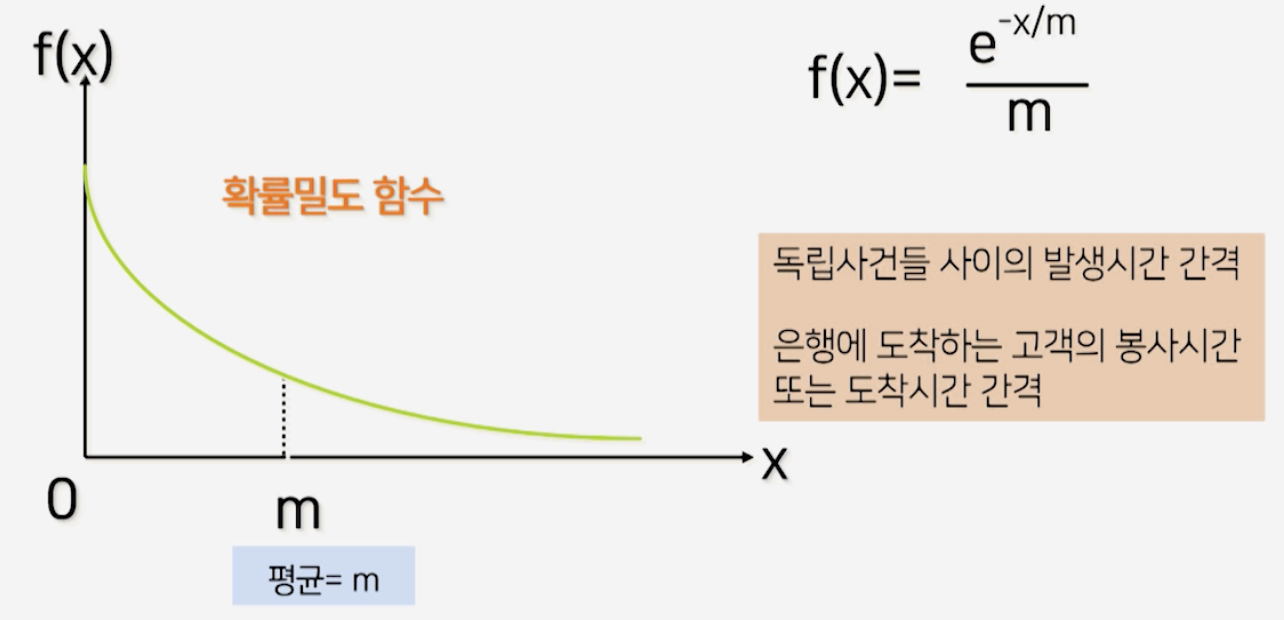 f(x)
f(x)= e^-x/m / m
확률밀도 함수
독립사건들 사이의 발생시간 간격
은행에 도착하는 고객의 봉사시간
또는 도착시간 간격
x
0
m
평균= m